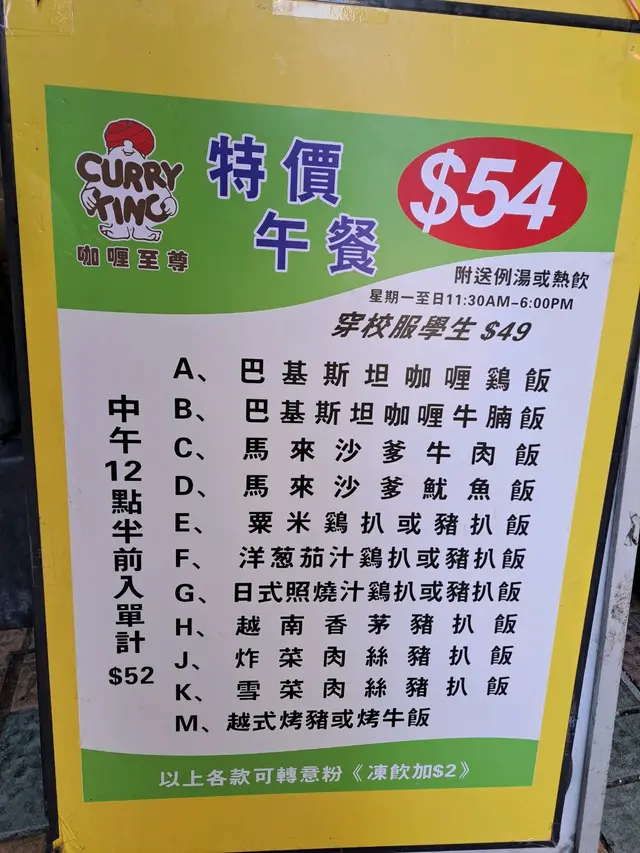 CURRY
KING
咖喱至尊
特價
午餐
$54
附送例湯或熱飲
星期一至日11:30AM-6:00PM
穿校服學生 $49
中午12點半前入單計
$52
A、巴基斯坦咖喱鷄飯
B、巴基斯坦咖喱牛腩飯
C、馬來沙爹牛肉飯
D、馬來沙爹魷魚飯
E、粟米鷄扒或豬扒飯
F、洋葱茄汁鷄扒或豬扒飯
G、日式照燒汁鷄扒或豬扒飯
H、越南香茅豬扒飯
J、炸菜肉絲豬扒飯
K、雪菜肉絲豬扒飯
M、越式烤豬或烤牛飯
以上各款可轉意粉《凍飲加$2》